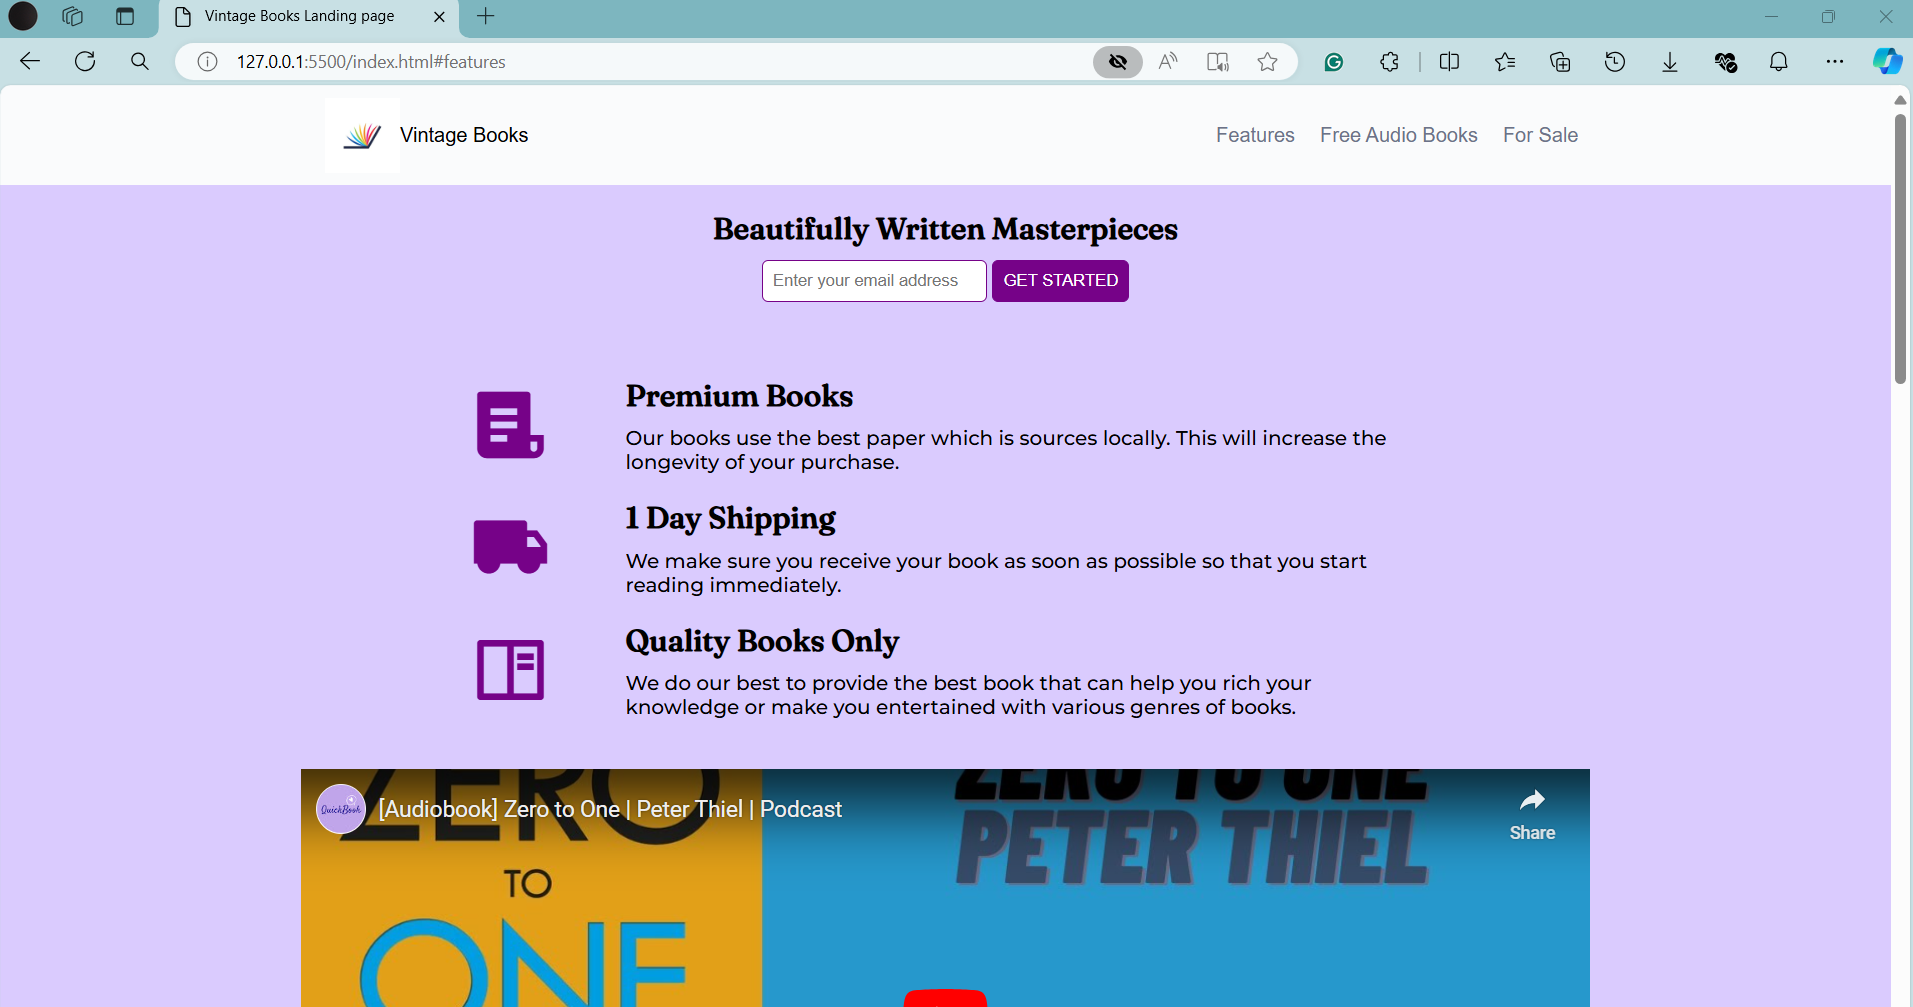 Vintage Books Landing page
127.0.0.1:5500/index.html#features
Vintage Books
Features Free Audio Books For Sale
Beautifully Written Masterpieces
Enter your email address GET STARTED
Premium Books
Our books use the best paper which is sources locally. This will increase the
longevity of your purchase.
1 Day Shipping
We make sure you receive your book as soon as possible so that you start
reading immediately.
Quality Books Only
We do our best to provide the best book that can help you rich your
knowledge or make you entertained with various genres of books.
QuickBook
[Audiobook] Zero to One | Peter Thiel | Podcast
Share
ZERO
TO
ONE
ZERO TO ONE
PETER THIEL